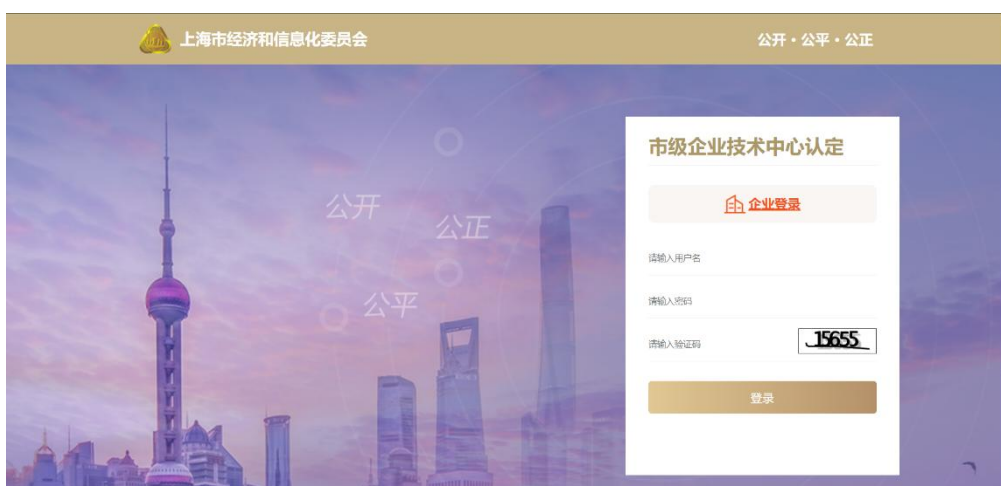 上海市经济和信息化委员会
公开·公平·公正
公开
公正
公平
市级企业技术中心认定
企业登录
请输入用户名
请输入密码
请输入验证码
15655
登录